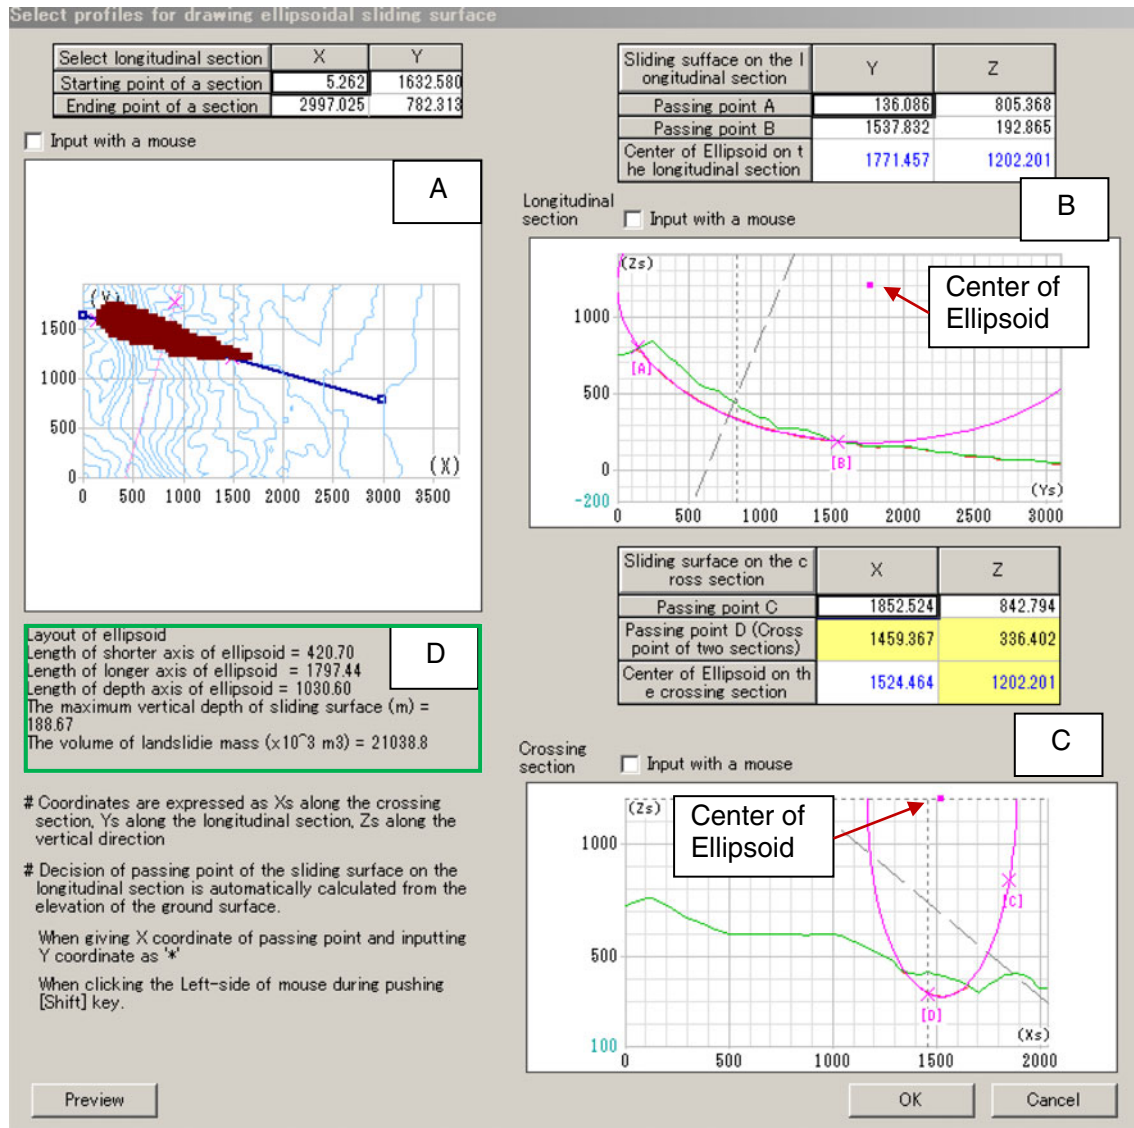 Select profiles for drawing ellipsoidal sliding surface
Select longitudinal section X Y
Starting point of a section 5.262 1632.580
Ending point of a section 2997.025 782.313
Input with a mouse
A
(Y)
1500
1000
500
0
(X)
0 500 1000 1500 2000 2500 3000 3500
Layout of ellipsoid
Length of shorter axis of ellipsoid = 420.70
Length of longer axis of ellipsoid = 1797.44
Length of depth axis of ellipsoid = 1030.60
The maximum vertical depth of sliding surface (m) =
188.67
The volume of landslidie mass (x10^3 m3) = 21038.8
D
# Coordinates are expressed as Xs along the crossing
section, Ys along the longitudinal section, Zs along the
vertical direction
# Decision of passing point of the sliding surface on the
longitudinal section is automatically calculated from the
elevation of the ground surface.
When giving X coordinate of passing point and inputting
Y coordinate as '*'
When clicking the Left-side of mouse during pushing
[Shift] key.
Preview
Sliding sufface on the l
ongitudinal section Y Z
Passing point A 136.086 805.368
Passing point B 1537.832 192.865
Center of Ellipsoid on t
he longitudinal section 1771.457 1202.201
B
Longitudinal
section
Input with a mouse
(Zs)
Center of
Ellipsoid
1000
[A]
500
[B]
0
-200
(Ys)
0 500 1000 1500 2000 2500 3000
Sliding surface on the c
ross section X Z
Passing point C 1852.524 842.794
Passing point D (Cross
point of two sections) 1459.367 336.402
Center of Ellipsoid on th
e crossing section 1524.464 1202.201
C
Crossing
section
Input with a mouse
(Zs)
Center of
Ellipsoid
1000
[C]
500
[D]
(Xs)
100
0 500 1000 1500 2000
OK
Cancel